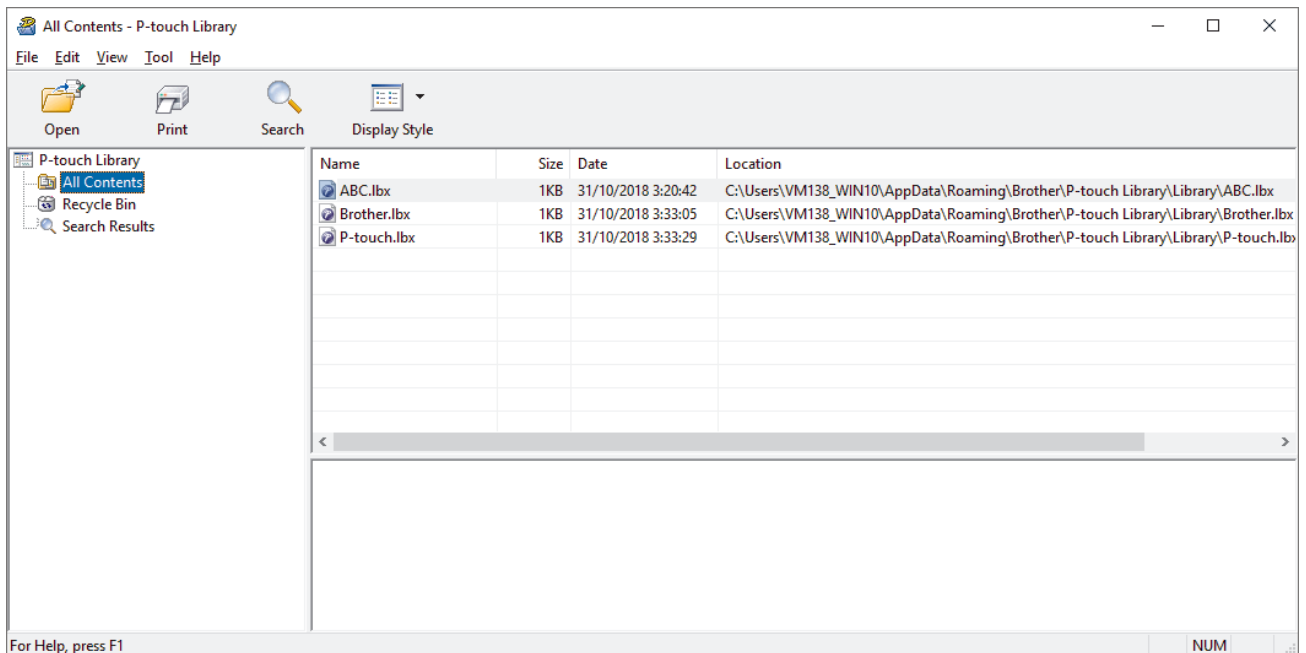 All Contents - P-touch Library
File Edit View Tool Help
Open Print Search Display Style
P-touch Library
All Contents
Recycle Bin
Search Results
Name Size Date Location
ABC.lbx 1KB 31/10/2018 3:20:42 C:\Users\VM138_WIN10\AppData\Roaming\Brother\P-touch Library\Library\ABC.lbx
Brother.lbx 1KB 31/10/2018 3:33:05 C:\Users\VM138_WIN10\AppData\Roaming\Brother\P-touch Library\Library\Brother.lbx
P-touch.lbx 1KB 31/10/2018 3:33:29 C:\Users\VM138_WIN10\AppData\Roaming\Brother\P-touch Library\Library\P-touch.lbx
For Help, press F1 NUM